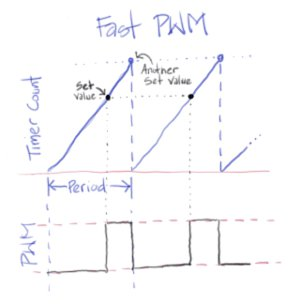 Fast PWM
Another
Set Value
Set
Value
Timer Count
Period
PWM